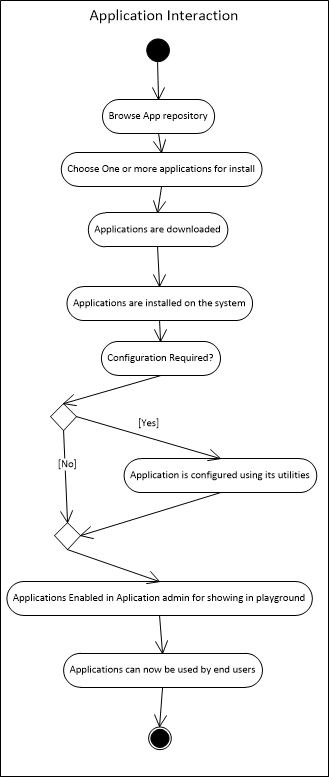 Application Interaction
Browse App repository
Choose One or more applications for install
Applications are downloaded
Applications are installed on the system
Configuration Required?
[Yes]
[No]
Application is configured using its utilities
Applications Enabled in Aplication admin for showing in playground
Applications can now be used by end users